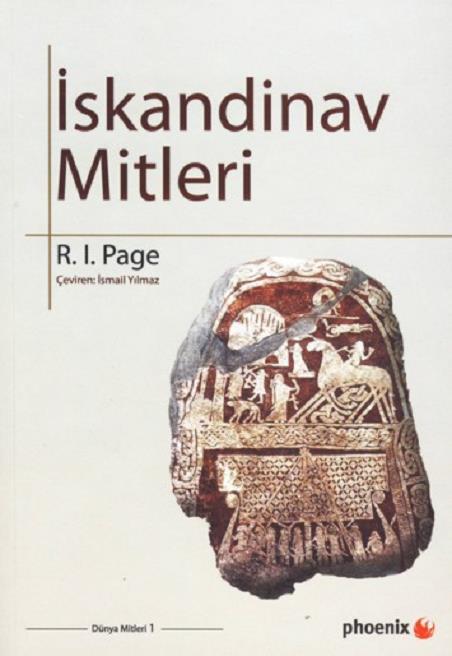 İskandinav
Mitleri
R. I. Page
Çeviren: İsmail Yılmaz
Dünya Mitleri 1
phoenix